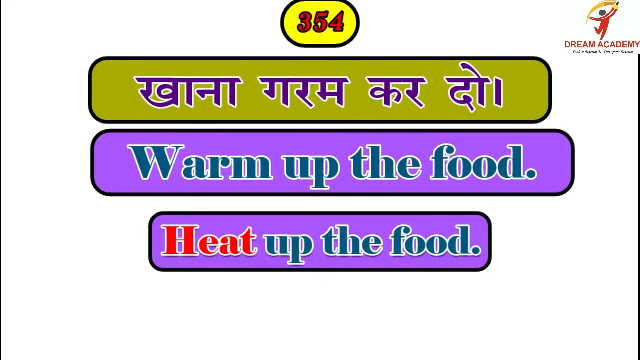 354
DREAM ACADEMY
खाना गरम कर दो।
Warm up the food.
Heat up the food.